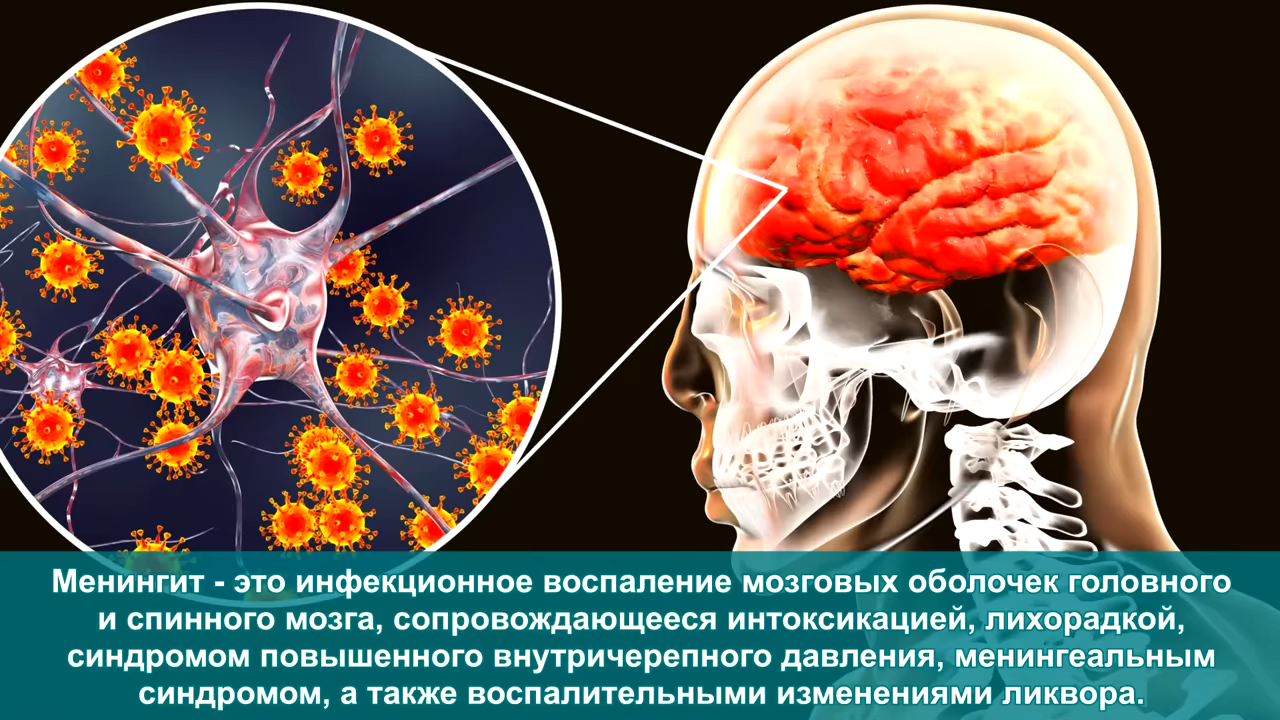 Менингит - это инфекционное воспаление мозговых оболочек головного
и спинного мозга, сопровождающееся интоксикацией, лихорадкой,
синдромом повышенного внутричерепного давления, менингеальным
синдромом, а также воспалительными изменениями ликвора.